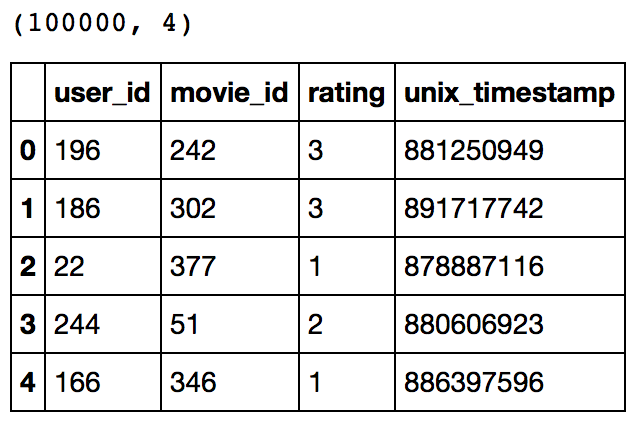 (100000, 4)
user_id movie_id rating unix_timestamp
0 196 242 3 881250949
1 186 302 3 891717742
2 22 377 1 878887116
3 244 51 2 880606923
4 166 346 1 886397596